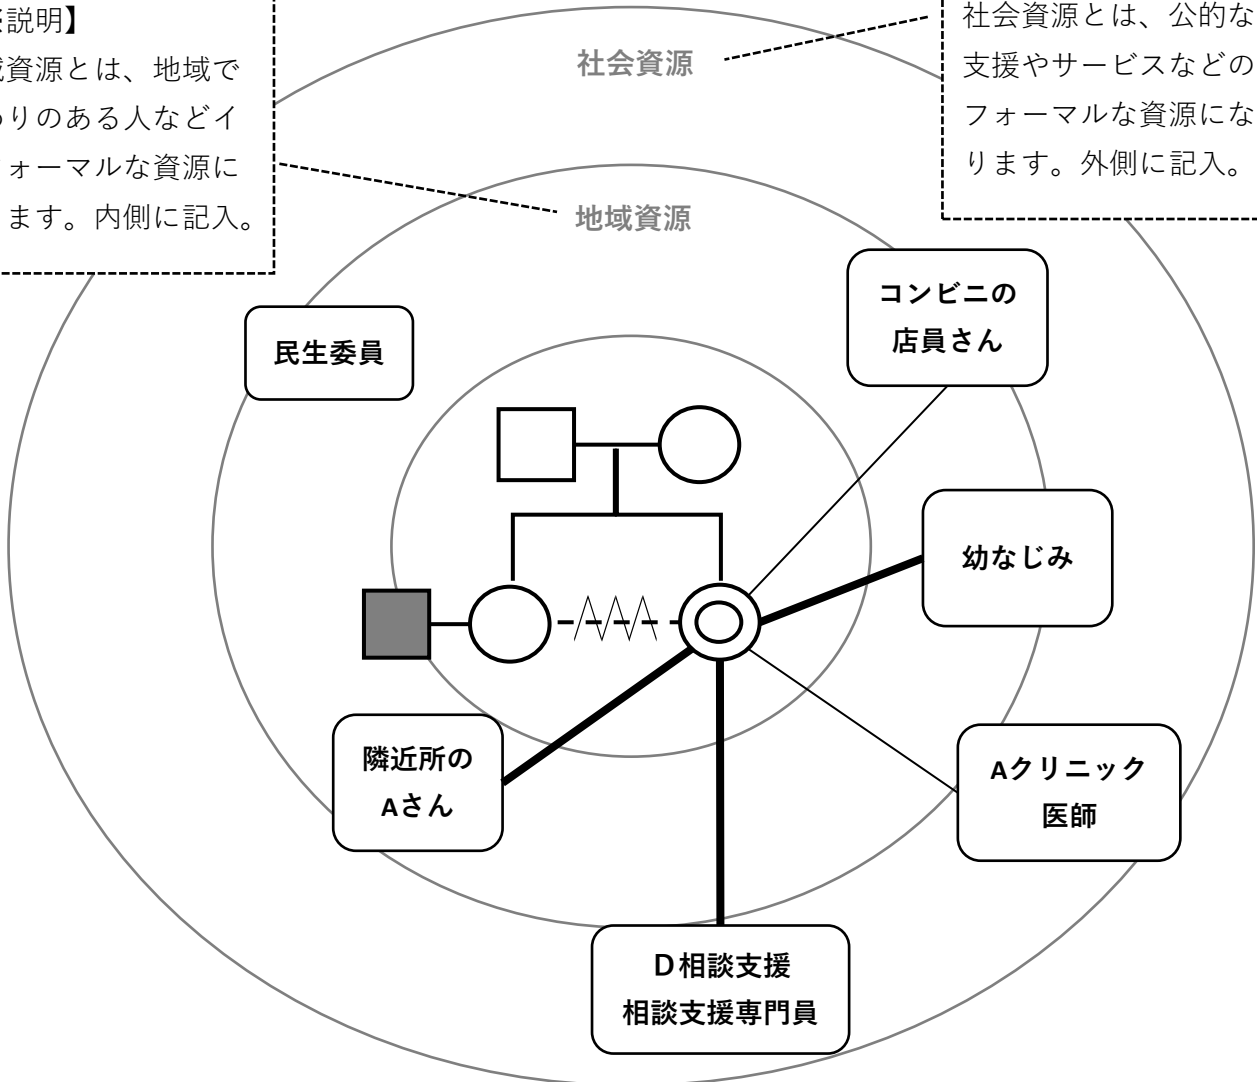 説明】
資源とは、地域で
わりのある人などイ
ォーマルな資源に
ます。内側に記入。
社会資源
社会資源とは、公的な
支援やサービスなどの
フォーマルな資源にな
ります。外側に記入。
地域資源
コンビニの
店員さん
民生委員
幼なじみ
隣近所の
Aさん
Aクリニック
医師
D相談支援
相談支援専門員